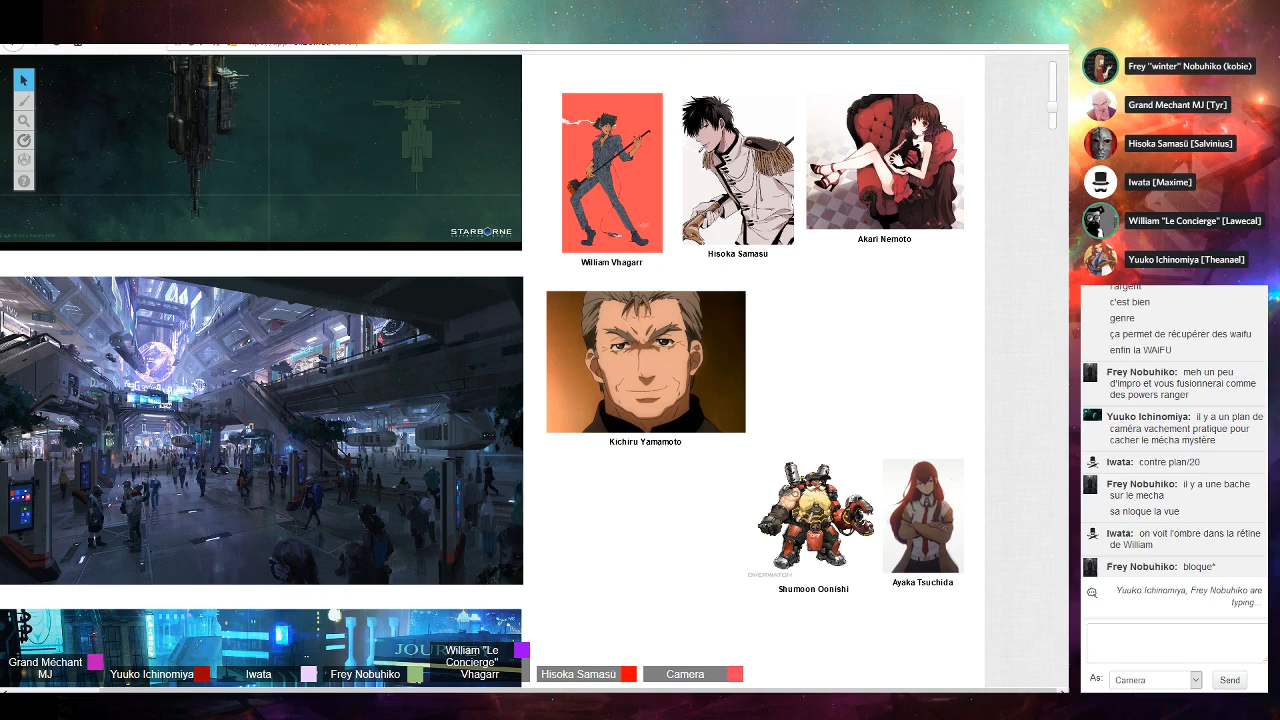 STARBORNE
William Vhagarr
Hisoka Samasü
Akari Nemoto
Kichiru Yamamoto
OVERWATCH
Shumoon Oonishi
Ayaka Tsuchida
JOUR
Grand Méchant
MJ
Yuuko Ichinomiya
Iwata
Frey Nobuhiko
William "Le
Concierge"
Vhagarr
Hisoka Samasü
Camera
Frey "winter" Nobuhiko (kobie)
Grand Mechant MJ [Tyr]
Hisoka Samasü [Salvinius]
Iwata [Maxime]
William "Le Concierge" [Lawecal]
Yuuko Ichinomiya [Theanael]
l'argent
c'est bien
genre
ça permet de récupérer des waifu
enfin la WAIFU
Frey Nobuhiko: meh un peu
d'impro et vous fusionnerai comme
des powers ranger
Yuuko Ichinomiya: il y a un plan de
caméra vachement pratique pour
cacher le mécha mystère
Iwata: contre plan/20
Frey Nobuhiko: il y a une bache
sur le mecha
sa nloque la vue
Iwata: on voit l'ombre dans la rétine
de William
Frey Nobuhiko: bloque*
Yuuko Ichinomiya, Frey Nobuhiko are
typing...
As:
Camera
Send